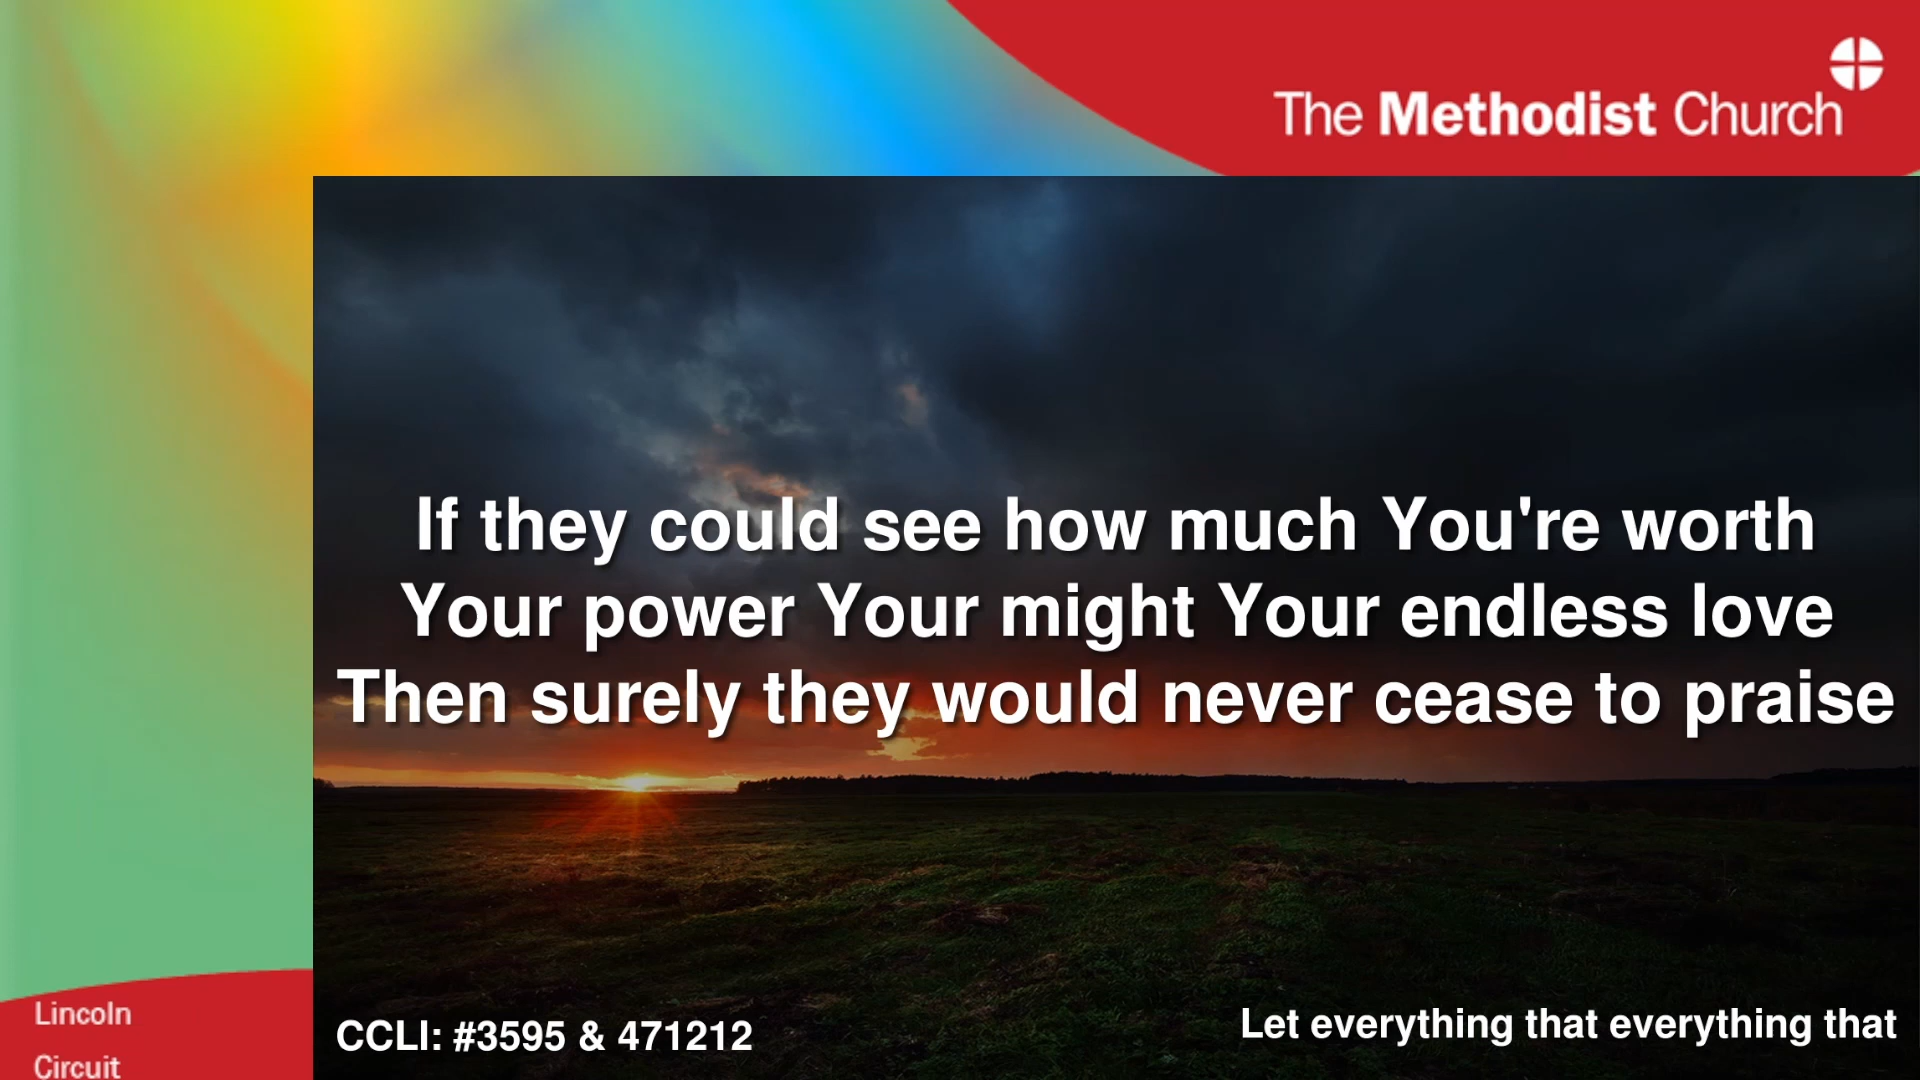 The Methodist Church
If they could see how much You're worth
Your power Your might Your endless love
Then surely they would never cease to praise
Lincoln
Circuit
CCLI: #3595 & 471212
Let everything that everything that